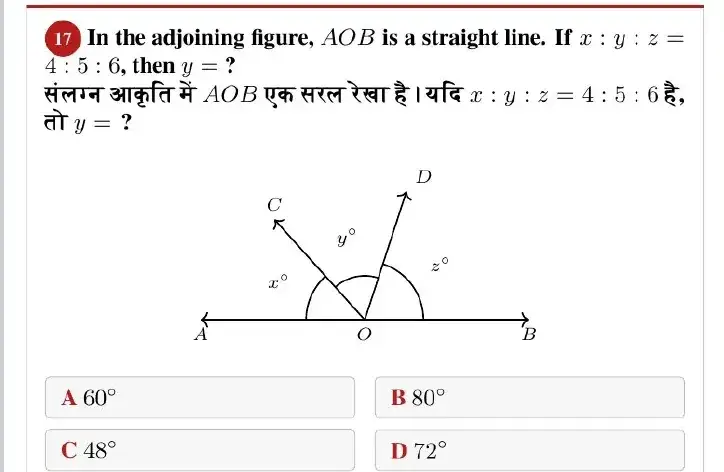 17 In the adjoining figure, AOB is a straight line. If x : y : z =
4 : 5 : 6, then y = ?
संलग्न आकृति में AOB एक सरल रेखा है। यदि x : y : z = 4 : 5 : 6 है,
तो y = ?
D
C
y°
z°
x°
A O B
A 60°
B 80°
C 48°
D 72°